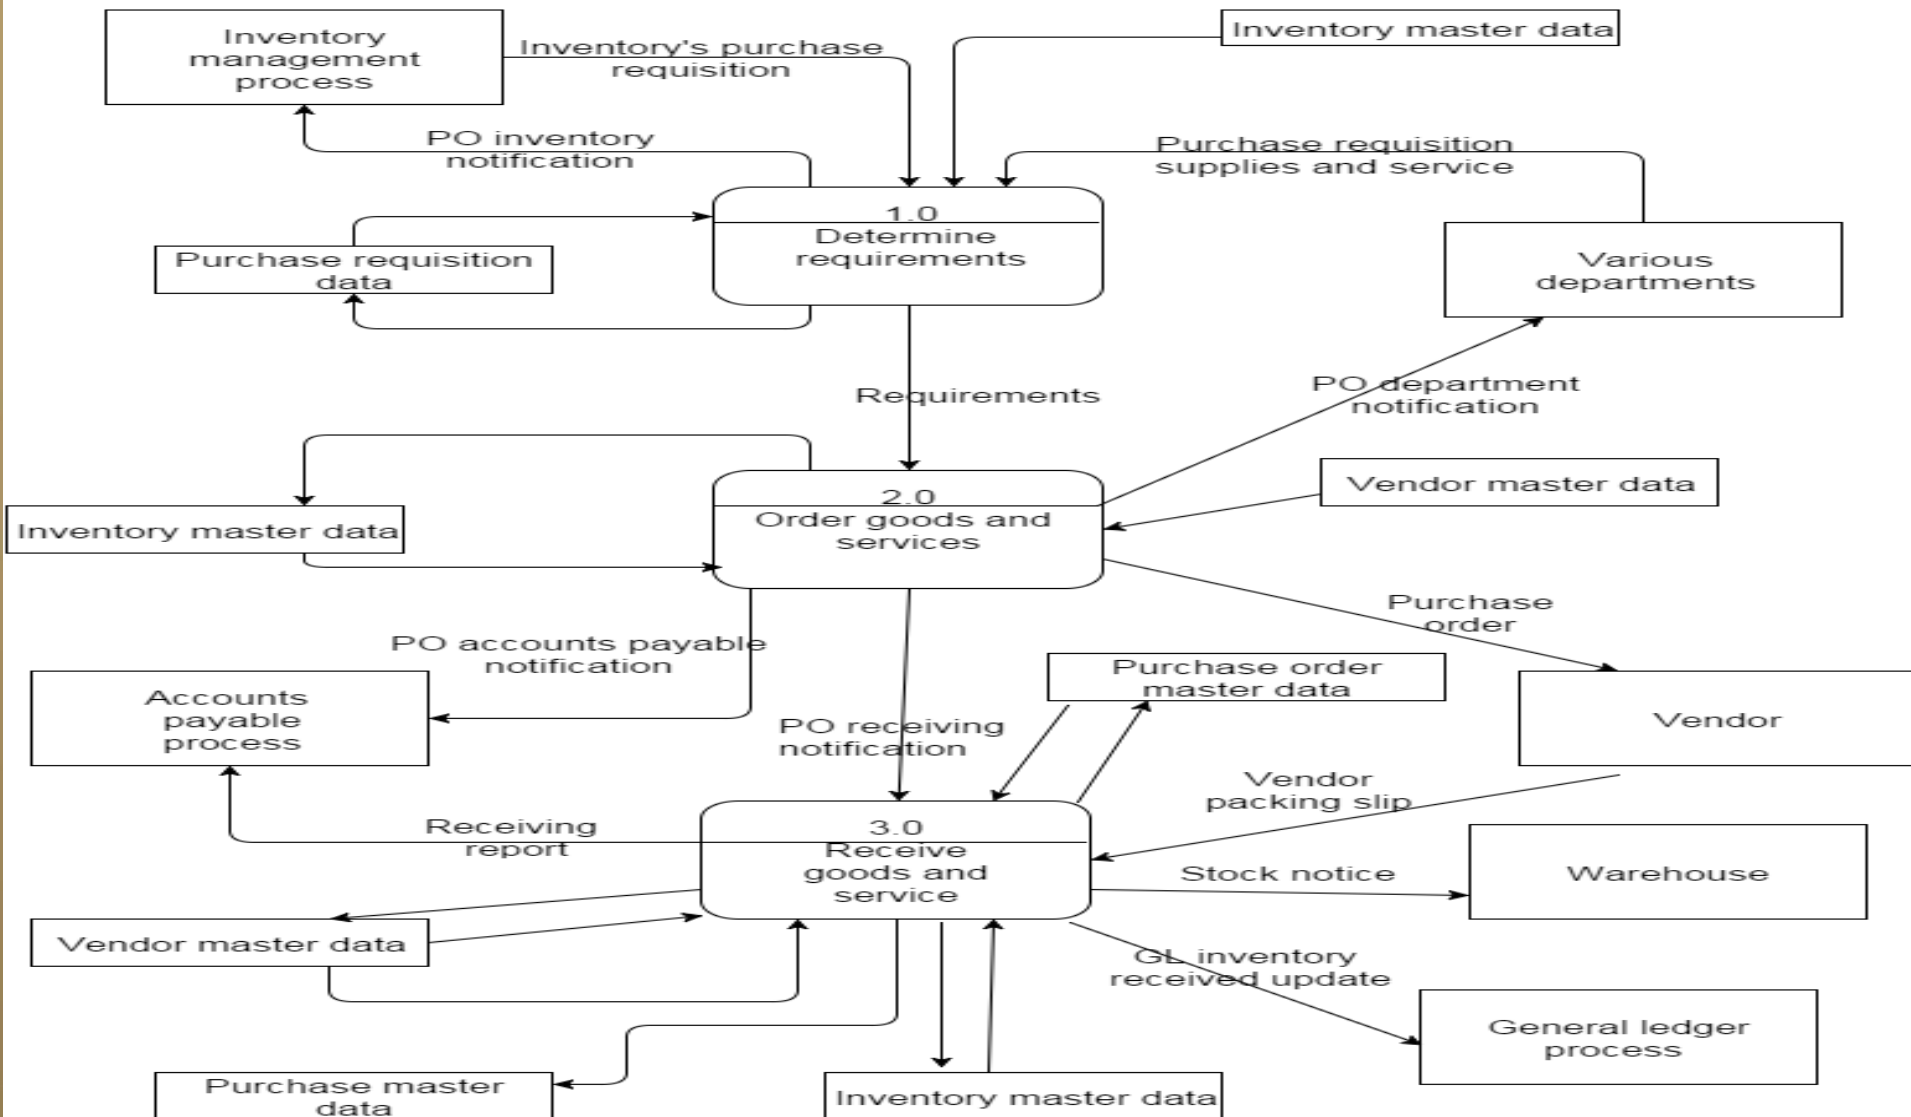 Inventory
management
process
Inventory's purchase
requisition
Inventory master data
PO inventory
notification
Purchase requisition
supplies and service
1.0
Determine
requirements
Purchase requisition
data
Various
departments
Requirements
PO department
notification
Vendor master data
2.0
Order goods and
services
Inventory master data
Purchase
order
PO accounts payable
notification
Purchase order
master data
Accounts
payable
process
Vendor
PO receiving
notification
Vendor
packing slip
Receiving
report
3.0
Receive
goods and
service
Stock notice
Warehouse
Vendor master data
GL inventory
received update
General ledger
process
Purchase master
data
Inventory master data